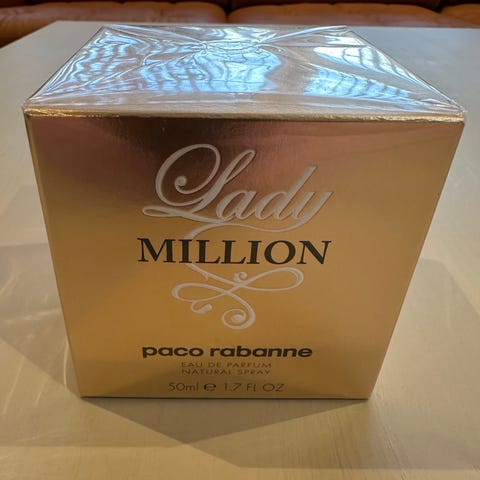 Lady
MILLION
paco rabanne
EAU DE PARFUM
NATURAL SPRAY
50ml ℮ 1.7 FL OZ